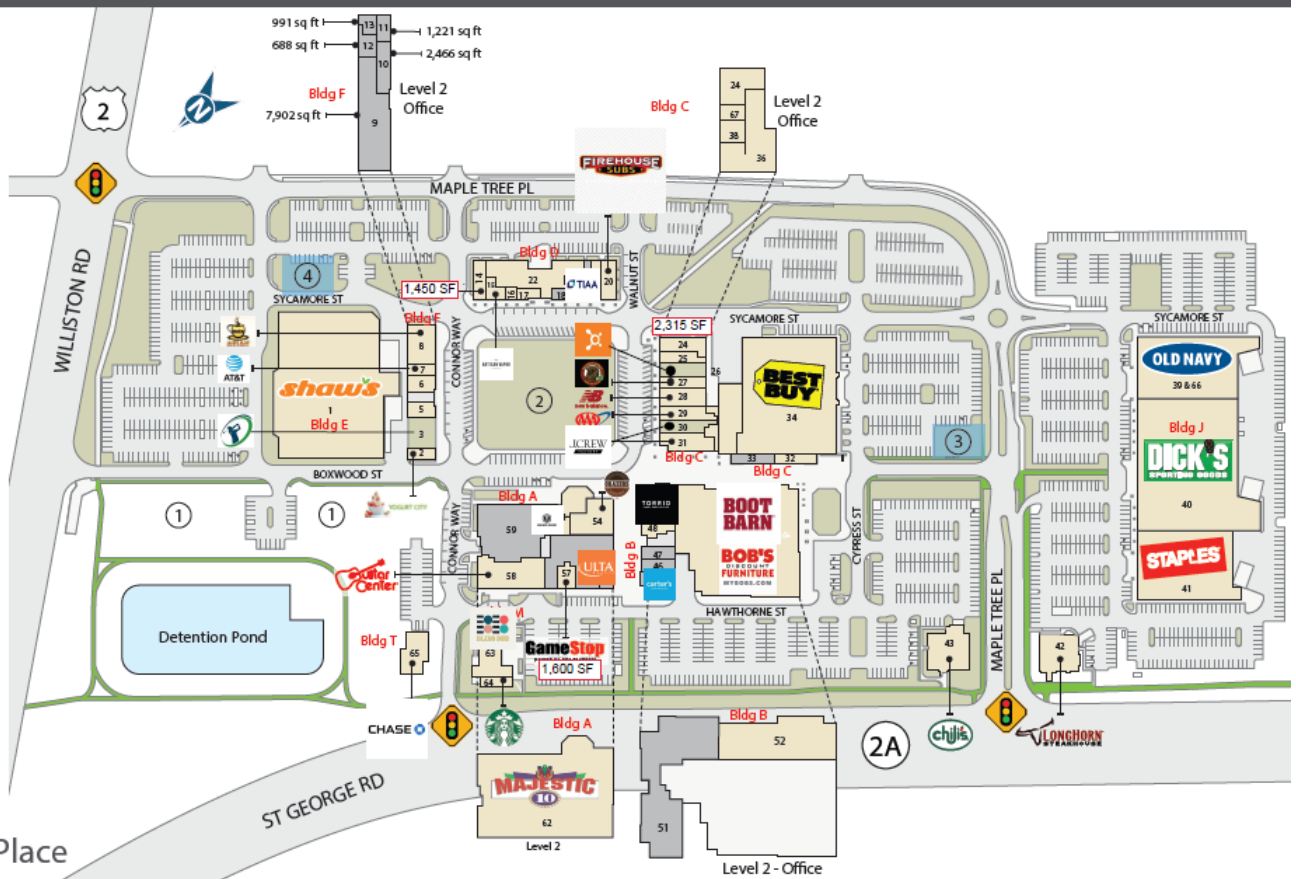 991 sq ft
13
11
1,221 sq ft
688 sq ft
12
2,466 sq ft
10
Bldg F
Level 2
Office
7,902 sq ft
9
2
N
Bldg C
24
67
38
36
Level 2
Office
FIREHOUSE
SUBS
MAPLE TREE PL
WILLISTON RD
4
SYCAMORE ST
Bldg D
14
15
16
17
22
18
TIAA
20
1,450 SF
WALNUT ST
2,315 SF
SYCAMORE ST
SYCAMORE ST
Bldg F
8
7
6
5
3
2
CONNOR WAY
AT&T
shaw's
1
Bldg E
2
24
25
26
27
28
29
30
31
new balance
AAA
J.CREW
Bldg C
BEST
BUY
34
33
32
Bldg C
3
OLD NAVY
39 & 66
Bldg J
DICK'S
SPORTING GOODS
40
STAPLES
41
BOXWOOD ST
YOGURT CITY
1
1
CONNOR WAY
Bldg A
59
54
58
57
ULTA
Guitar
Center
TORRID
48
Bldg B
47
46
carter's
BOOT
BARN
BOB'S
DISCOUNT
FURNITURE
MYBOBS.COM
CYPRESS ST
HAWTHORNE ST
Detention Pond
Bldg T
65
M
63
64
GameStop
1,600 SF
MAPLE TREE PL
43
42
CHASE
Bldg A
Bldg B
52
51
2A
chili's
LONGHORN
STEAKHOUSE
MAJESTIC
10
62
Level 2
ST GEORGE RD
Level 2 - Office
Place